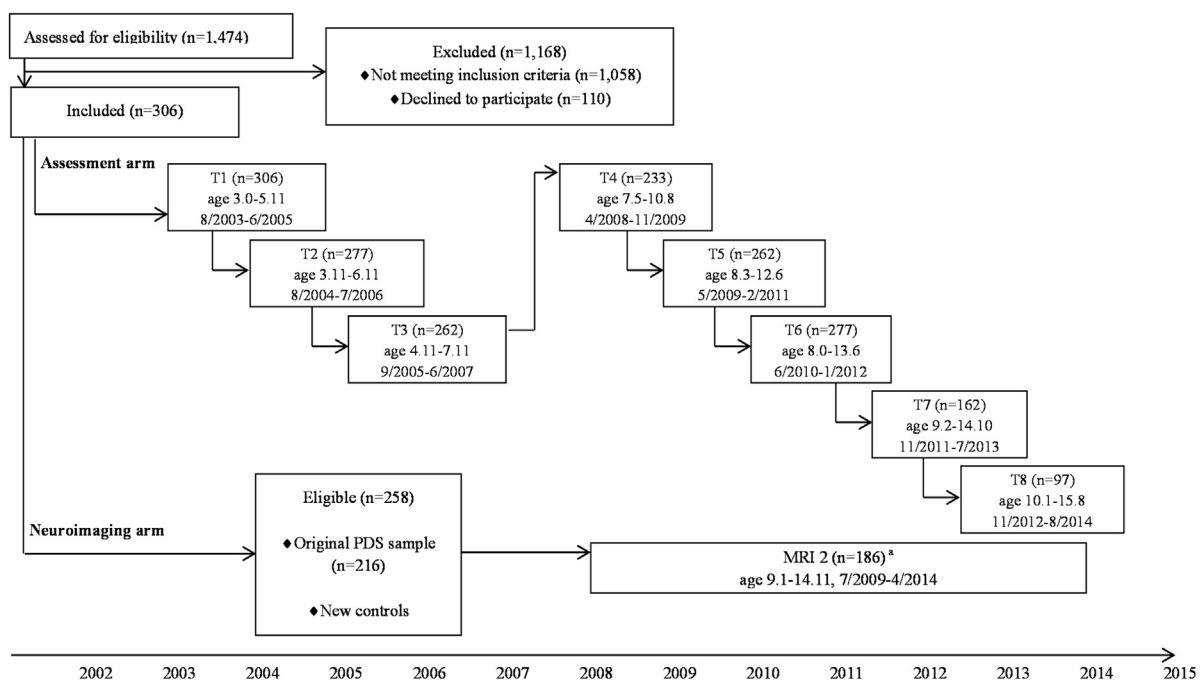 Assessed for eligibility (n=1,474)
Excluded (n=1,168)
♦Not meeting inclusion criteria (n=1,058)
♦Declined to participate (n=110)
Included (n=306)
Assessment arm
T1 (n=306)
age 3.0-5.11
8/2003-6/2005
T2 (n=277)
age 3.11-6.11
8/2004-7/2006
T3 (n=262)
age 4.11-7.11
9/2005-6/2007
T4 (n=233)
age 7.5-10.8
4/2008-11/2009
T5 (n=262)
age 8.3-12.6
5/2009-2/2011
T6 (n=277)
age 8.0-13.6
6/2010-1/2012
T7 (n=162)
age 9.2-14.10
11/2011-7/2013
T8 (n=97)
age 10.1-15.8
11/2012-8/2014
Neuroimaging arm
Eligible (n=258)
♦Original PDS sample
(n=216)
♦New controls
MRI 2 (n=186) a
age 9.1-14.11, 7/2009-4/2014
2002 2003 2004 2005 2006 2007 2008 2009 2010 2011 2012 2013 2014 2015